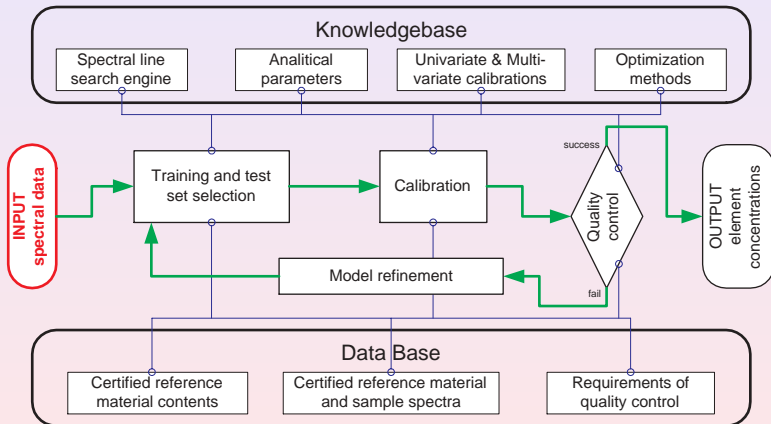 Knowledgebase
Spectral line
search engine
Analitical
parameters
Univariate & Multi-
variate calibrations
Optimization
methods
INPUT
spectral data
Training and test
set selection
Calibration
success
Quality
control
fail
OUTPUT
element
concentrations
Model refinement
Data Base
Certified reference
material contents
Certified reference material
and sample spectra
Requirements of
quality control